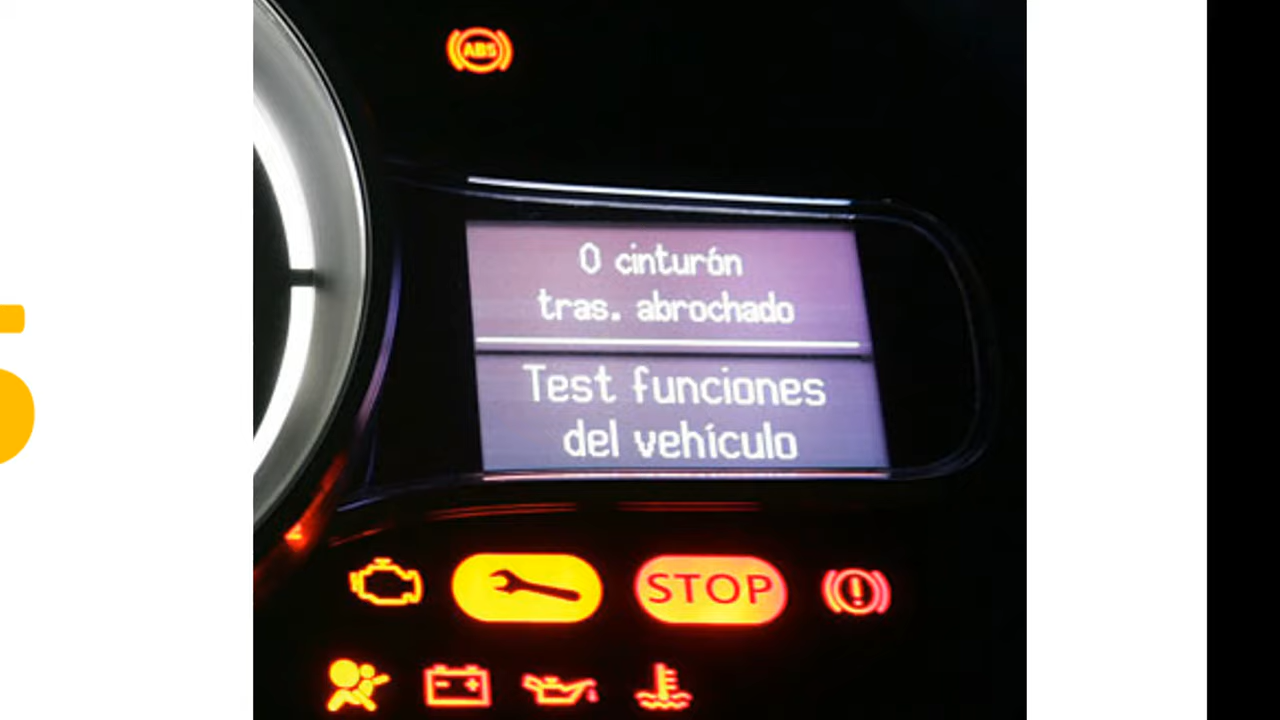 ABS
0 cinturón
tras. abrochado
Test funciones
del vehículo
STOP